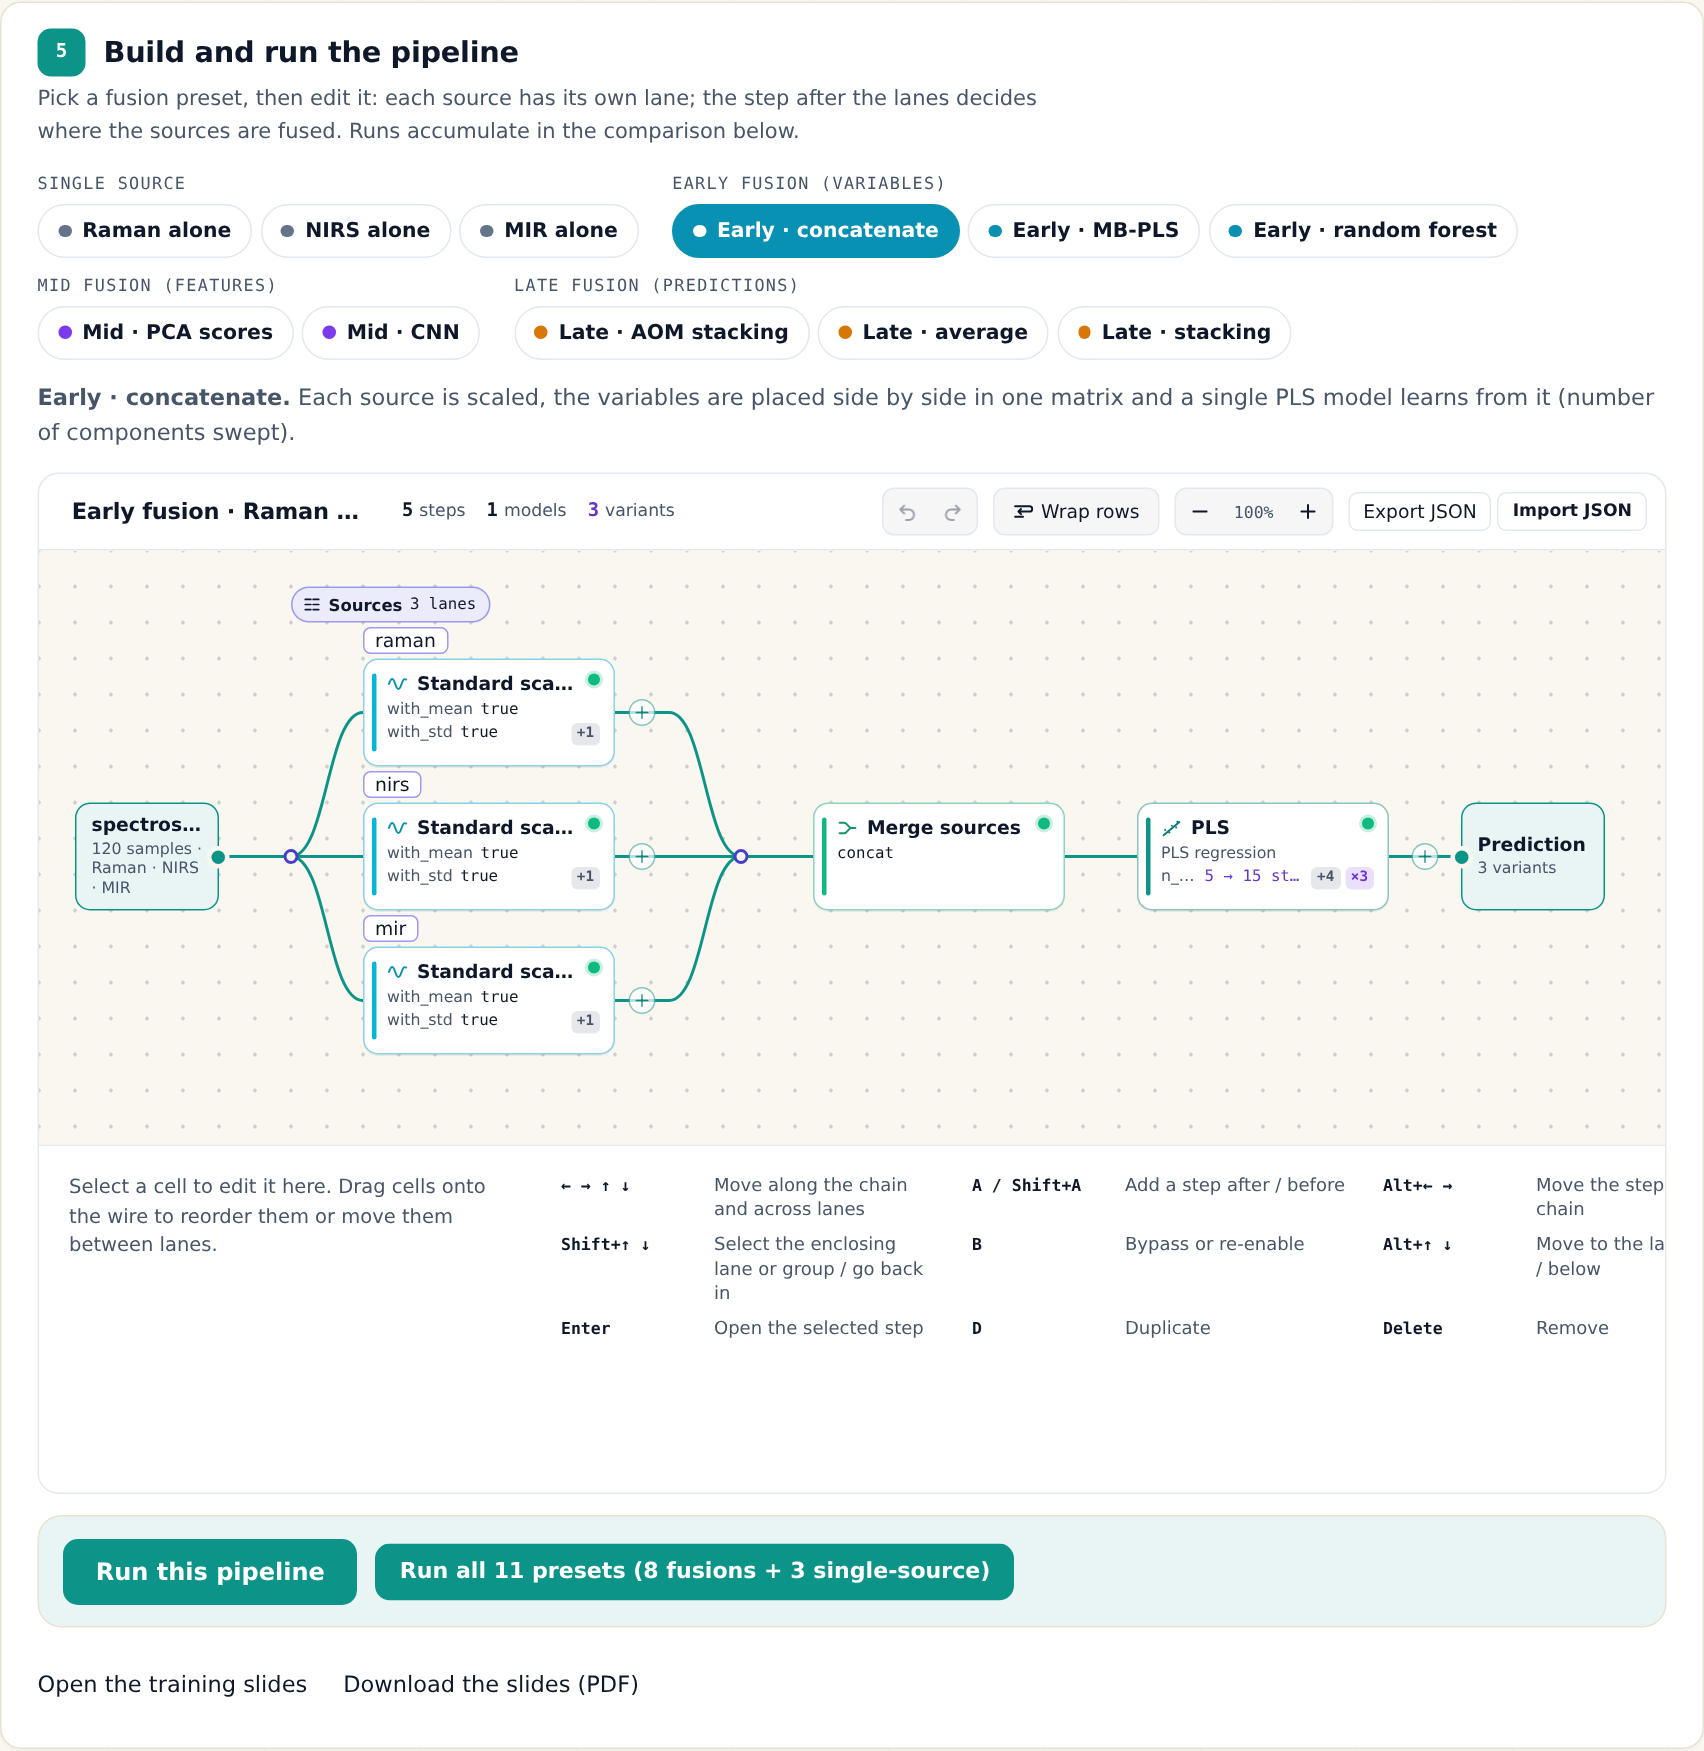 5 Build and run the pipeline
Pick a fusion preset, then edit it: each source has its own lane; the step after the lanes decides
where the sources are fused. Runs accumulate in the comparison below.
SINGLE SOURCE
Raman alone NIRS alone MIR alone
EARLY FUSION (VARIABLES)
Early · concatenate Early · MB-PLS Early · random forest
MID FUSION (FEATURES)
Mid · PCA scores Mid · CNN
LATE FUSION (PREDICTIONS)
Late · AOM stacking Late · average Late · stacking
Early · concatenate. Each source is scaled, the variables are placed side by side in one matrix and a single PLS model learns from it (number
of components swept).
Early fusion · Raman … 5 steps 1 models 3 variants Wrap rows − 100% + Export JSON Import JSON
Sources 3 lanes
raman
Standard sca…
with_mean true
with_std true +1
nirs
Standard sca…
with_mean true
with_std true +1
mir
Standard sca…
with_mean true
with_std true +1
spectros…
120 samples ·
Raman · NIRS
· MIR
Merge sources
concat
PLS
PLS regression
n_… 5 → 15 st… +4 ×3
Prediction
3 variants
Select a cell to edit it here. Drag cells onto
the wire to reorder them or move them
between lanes.
← → ↑ ↓ Move along the chain
and across lanes
A / Shift+A Add a step after / before
Alt+← → Move the step
chain
Shift+↑ ↓ Select the enclosing
lane or group / go back
in
B Bypass or re-enable
Alt+↑ ↓ Move to the la
/ below
Enter Open the selected step
D Duplicate
Delete Remove
Run this pipeline Run all 11 presets (8 fusions + 3 single-source)
Open the training slides Download the slides (PDF)